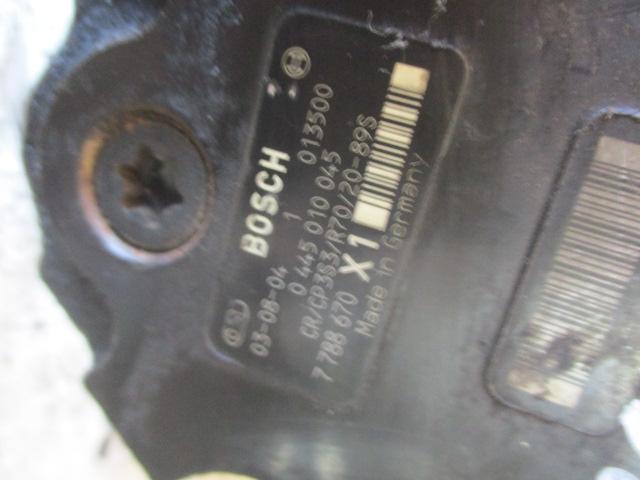 BOSCH
03-08-04 1 013500
0 445 010 045
CR/CP3S3/R70/20-89S
7 788 670 X1
Made in Germany